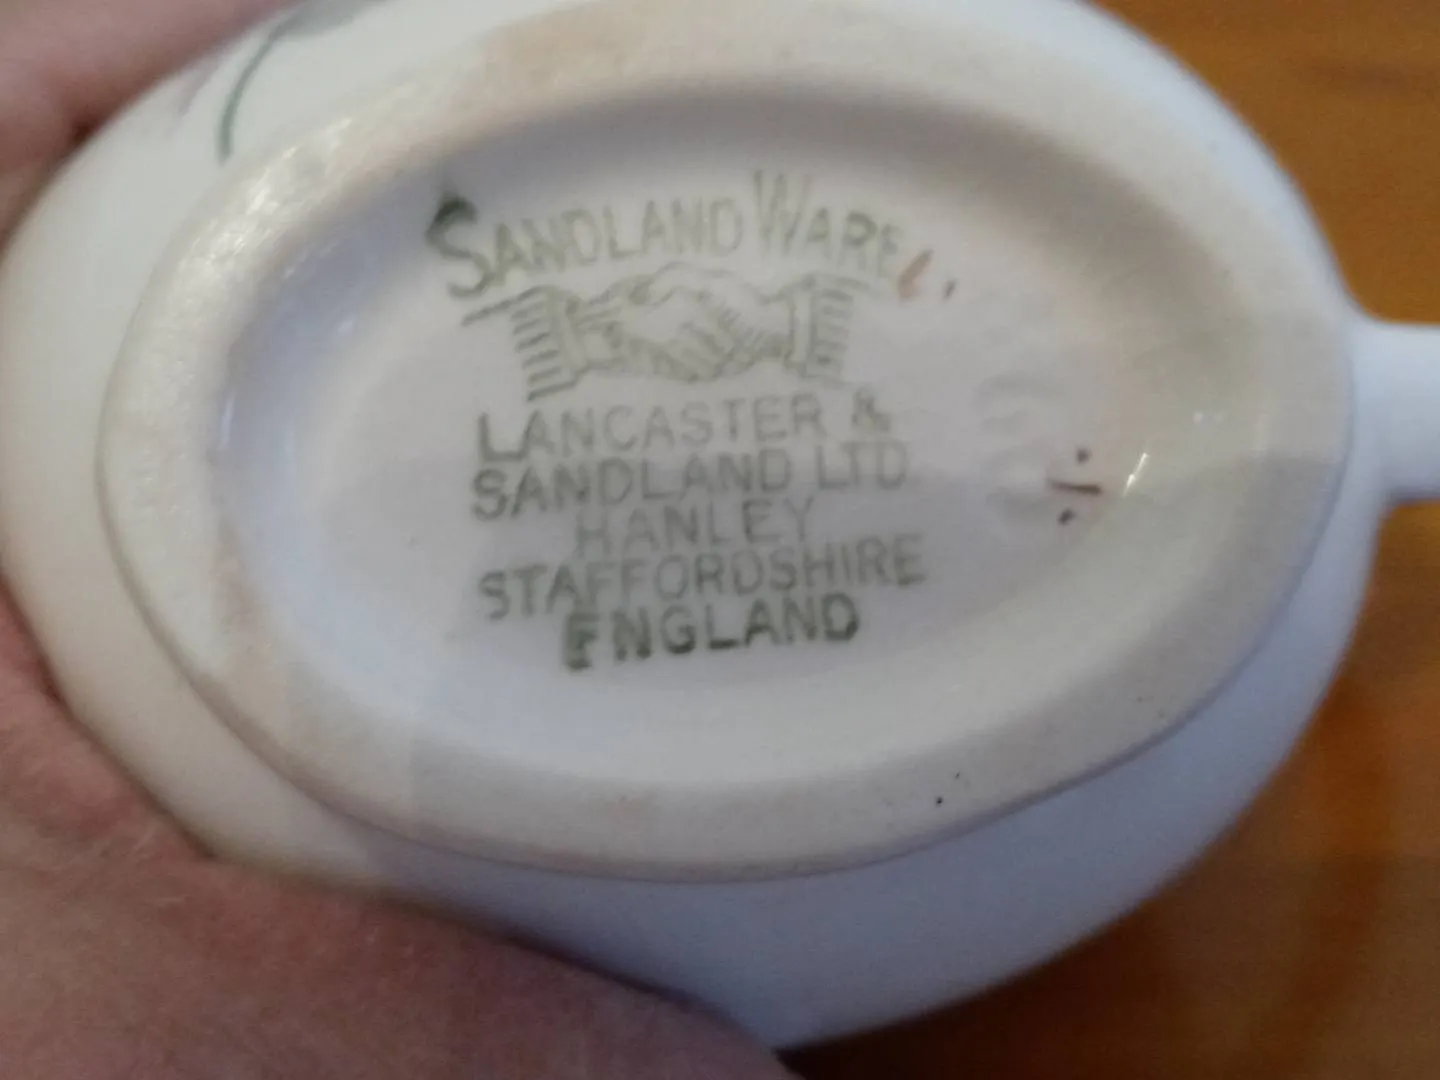 SANDLAND WARE
LANCASTER &
SANDLAND LTD.
HANLEY
STAFFORDSHIRE
ENGLAND